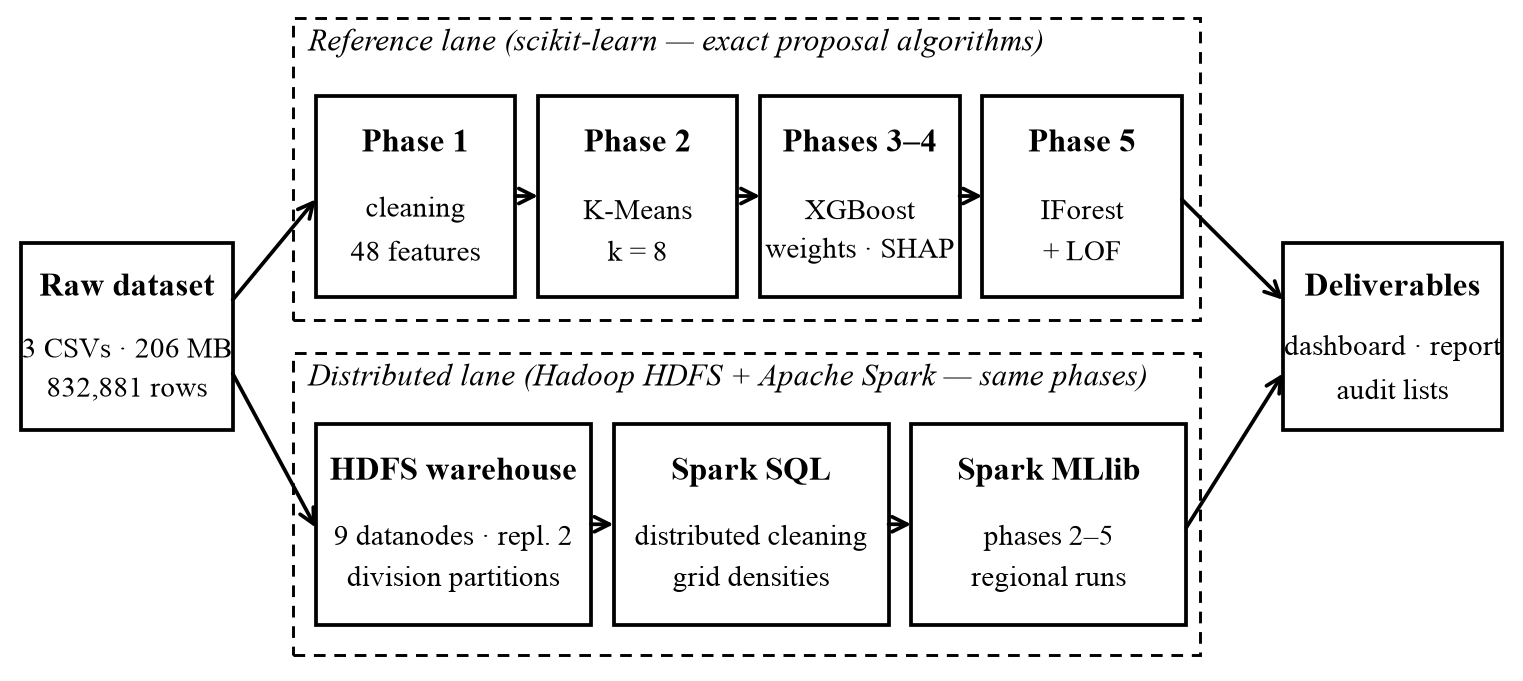 Reference lane (scikit-learn — exact proposal algorithms)
Phase 1
cleaning
48 features
Phase 2
K-Means
k = 8
Phases 3–4
XGBoost
weights · SHAP
Phase 5
IForest
+ LOF
Raw dataset
3 CSVs · 206 MB
832,881 rows
Deliverables
dashboard · report
audit lists
Distributed lane (Hadoop HDFS + Apache Spark — same phases)
HDFS warehouse
9 datanodes · repl. 2
division partitions
Spark SQL
distributed cleaning
grid densities
Spark MLlib
phases 2–5
regional runs